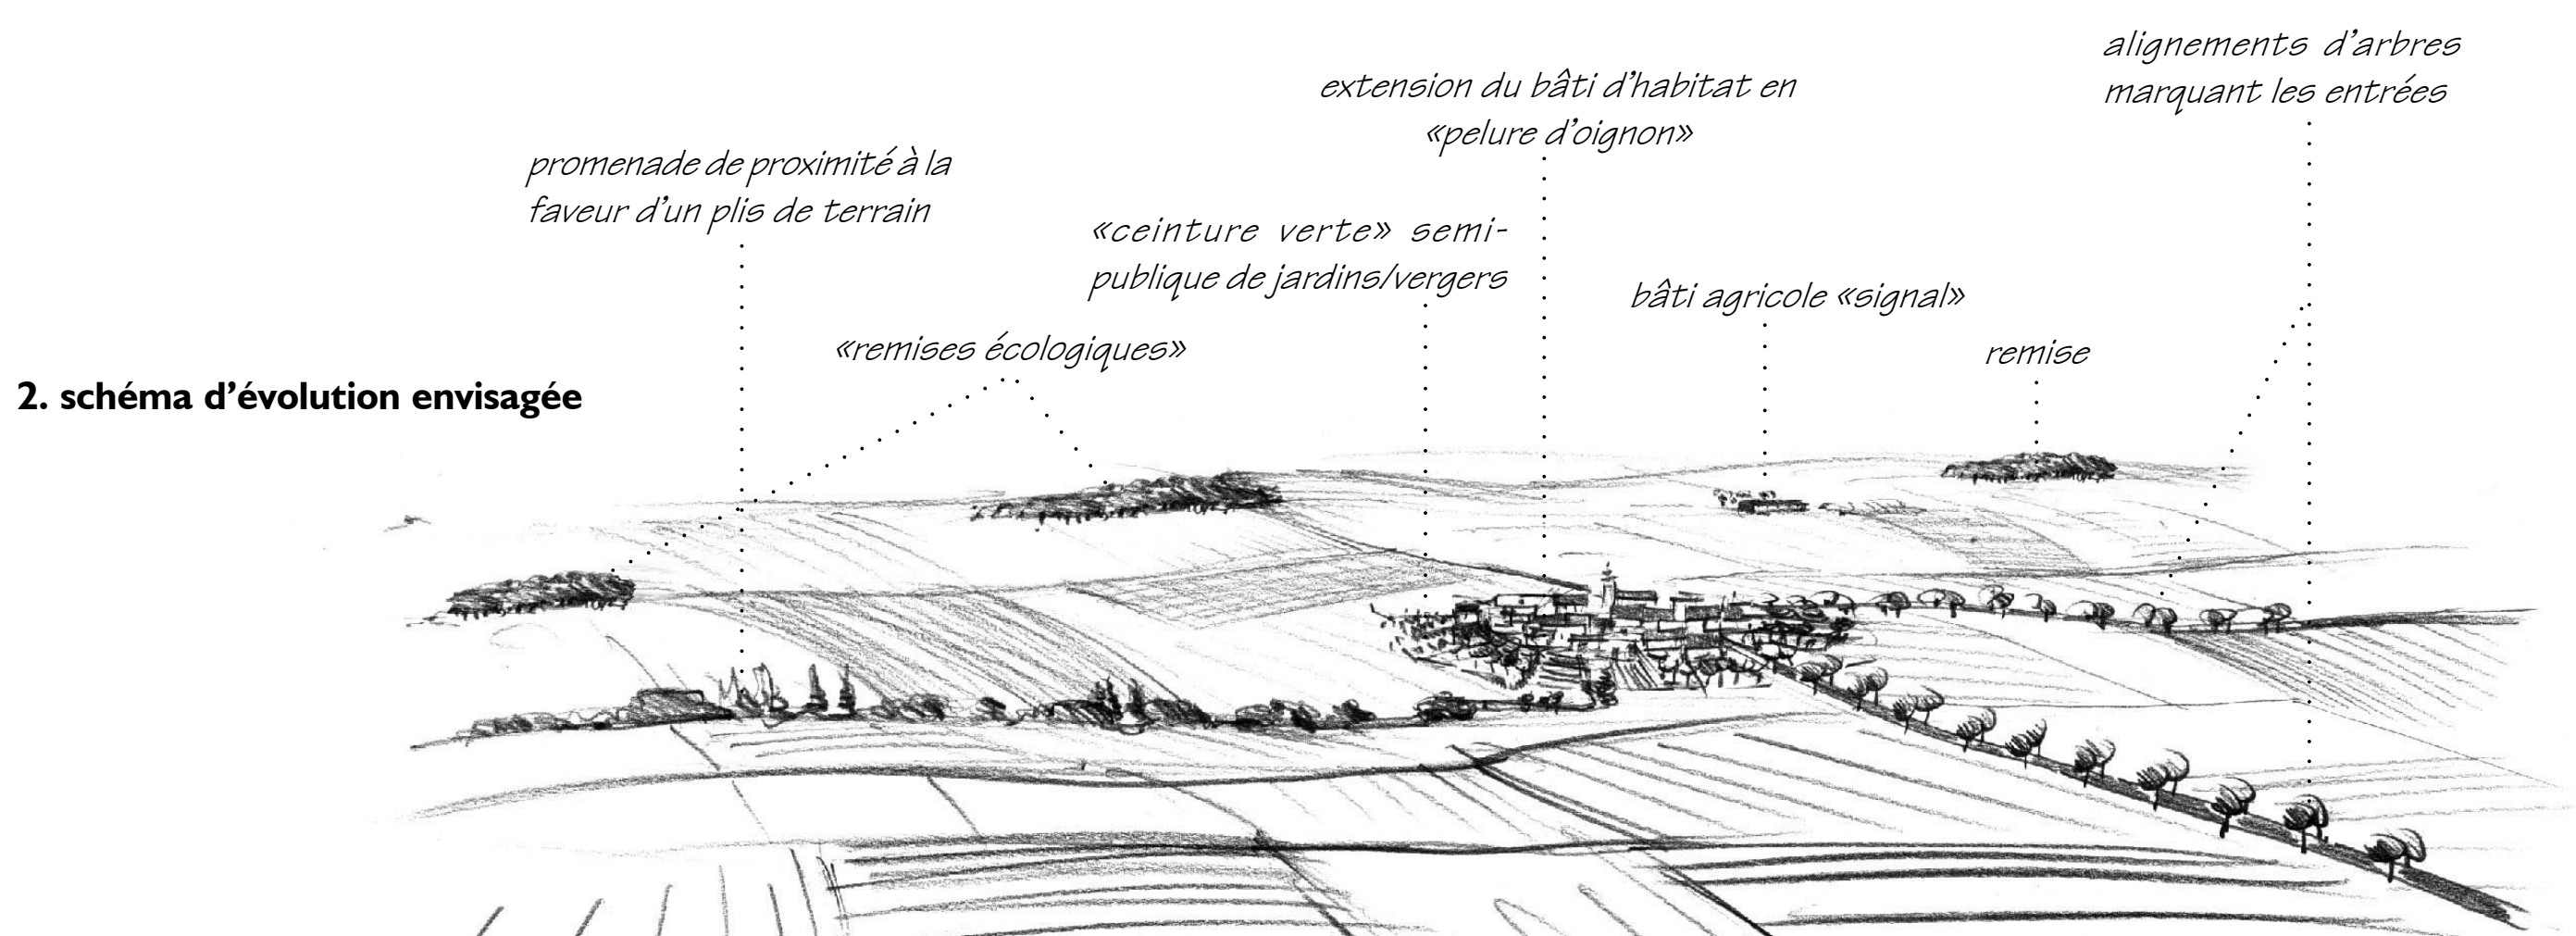 alignements d'arbres
marquant les entrées
extension du bâti d'habitat en
«pelure d'oignon»
promenade de proximité à la
faveur d'un plis de terrain
«ceinture verte» semi-
publique de jardins/vergers
bâti agricole «signal»
«remises écologiques»
remise
2. schéma d'évolution envisagée